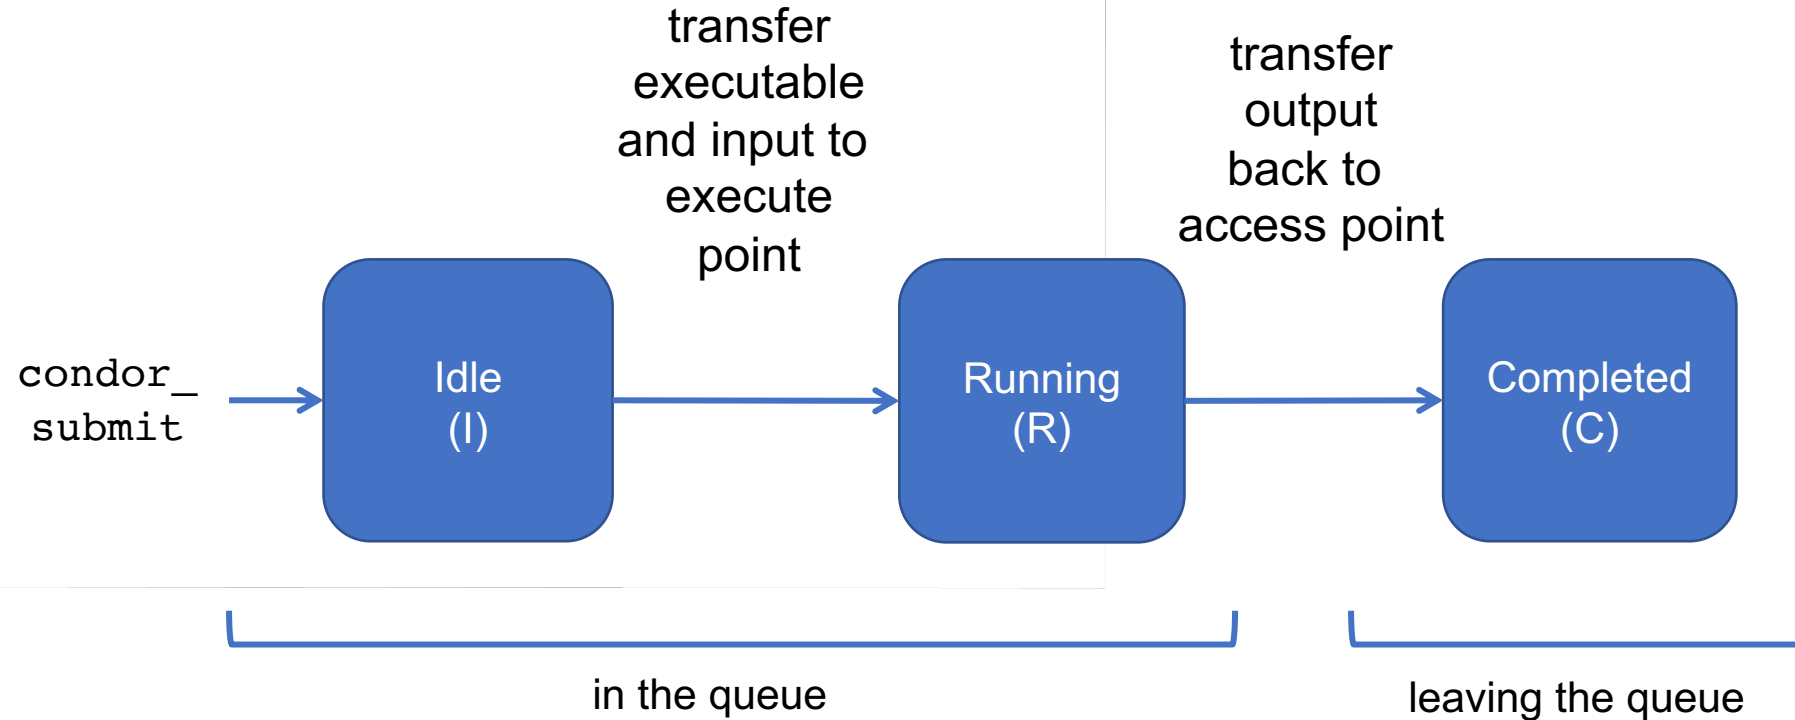 transfer
executable
and input to
execute
point
transfer
output
back to
access point
condor_
submit
Idle
(I)
Running
(R)
Completed
(C)
in the queue
leaving the queue